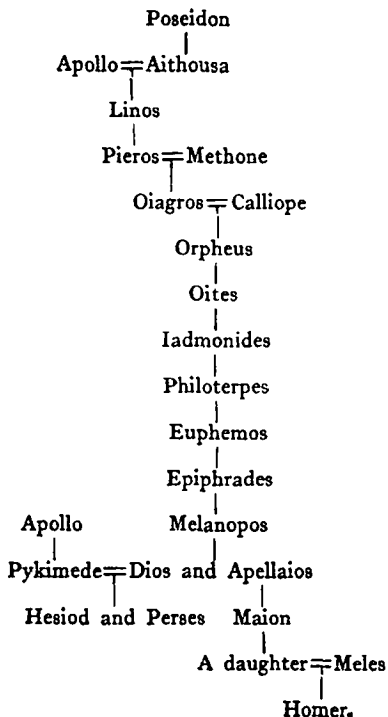 Poseidon
Apollo Aithousa
Linos
Pieros Methone
Oiagros Calliope
Orpheus
Oites
Iadmonides
Philoterpes
Euphemos
Epiphrades
Apollo Melanopos
Pykimede Dios and Apellaios
Hesiod and Perses Maion
A daughter Meles
Homer.